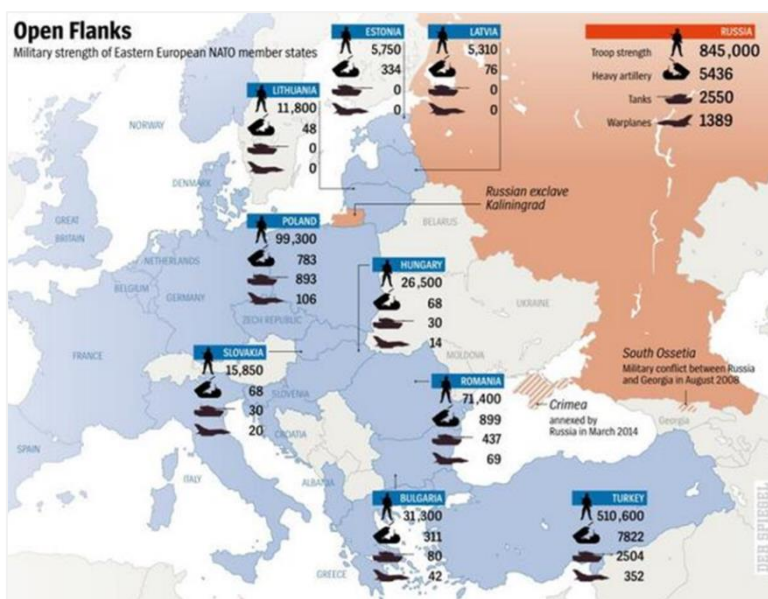 Open Flanks
Military strength of Eastern European NATO member states
ESTONIA
5,750
334
0
0
LATVIA
5,310
76
0
0
RUSSIA
Troop strength 845,000
Heavy artillery 5436
Tanks 2550
Warplanes 1389
LITHUANIA
11,800
48
0
0
NORWAY
DENMARK
Russian exclave
Kaliningrad
GREAT
BRITAIN
BELARUS
POLAND
99,300
783
893
106
NETHERLANDS
BELGIUM
GERMANY
HUNGARY
26,500
68
30
14
UKRAINE
ZECH REPUBLIC
FRANCE
SLOVAKIA
15,850
68
30
20
MOLDOVA
South Ossetia
Military conflict between Russia
and Georgia in August 2008
ROMANIA
71,400
899
437
69
Crimea
annexed by
Russia in March 2014
Georgia
SLOVENIA
CROATIA
SPAIN
ITALY
ALBANIA
BULGARIA
31,300
311
80
42
TURKEY
510,600
7822
2504
352
GREECE
DER SPIEGEL